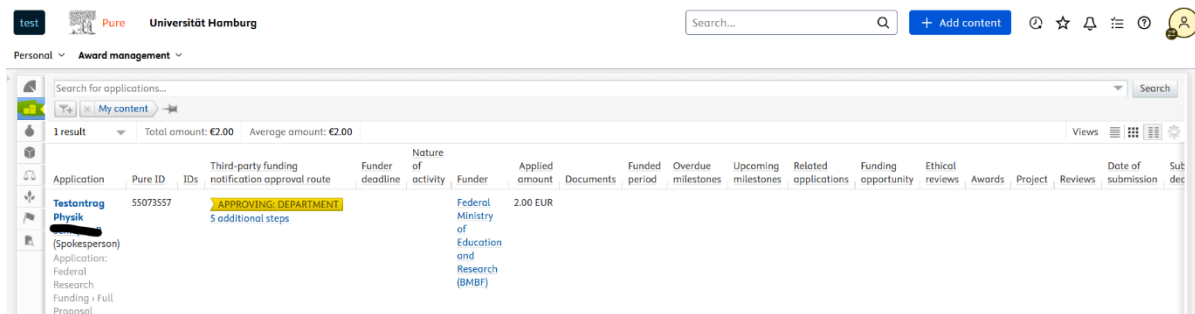 test
Pure
Universität Hamburg
Search...
+ Add content
Personal
Award management
Search for applications...
Search
My content
1 result
Total amount: €2.00
Average amount: €2.00
Views
Application
Pure ID
IDs
Third-party funding
notification approval route
Funder
deadline
Nature
of
activity
Funder
Applied
amount
Documents
Funded
period
Overdue
milestones
Upcoming
milestones
Related
applications
Funding
opportunity
Ethical
reviews
Awards
Project
Reviews
Date of
submission
Sub
dec
Testantrag
Physik
(Spokesperson)
Application:
Federal
Research
Funding › Full
Proposal
55073557
APPROVING: DEPARTMENT
5 additional steps
Federal
Ministry
of
Education
and
Research
(BMBF)
2.00 EUR